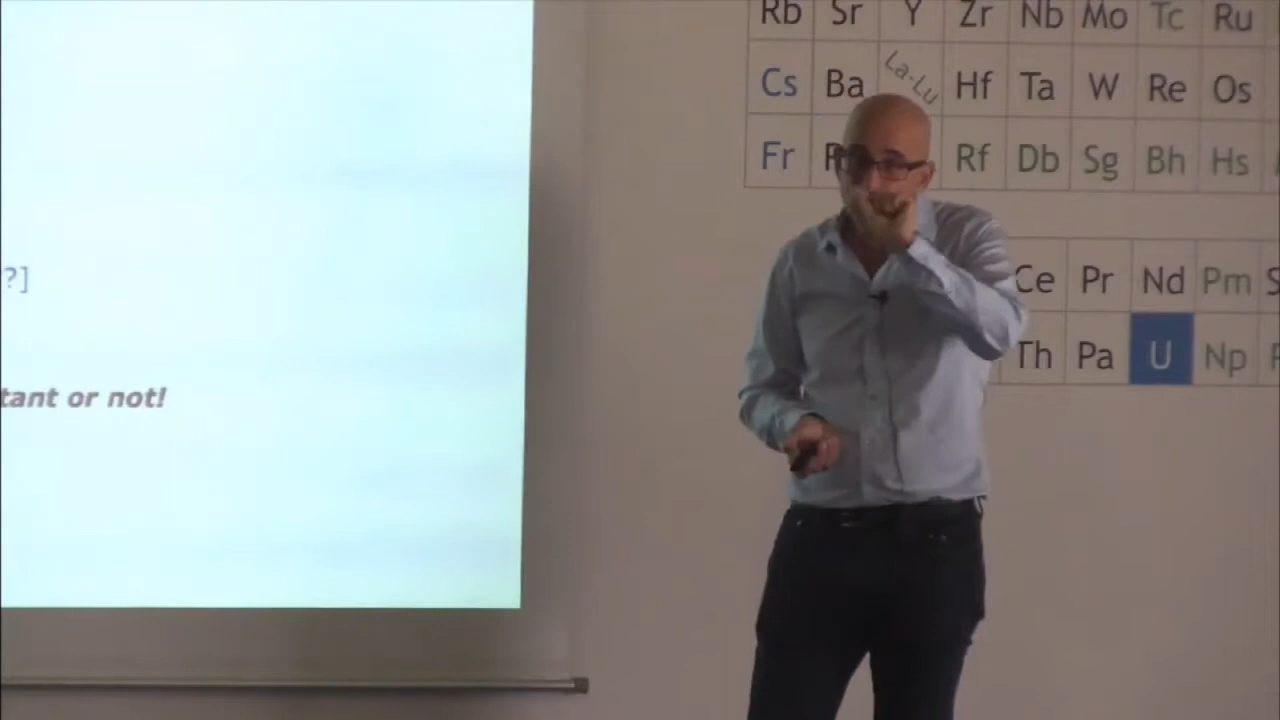 ?]
tant or not!
Rb Sr Y Zr Nb Mo Tc Ru
Cs Ba La-Lu Hf Ta W Re Os
Fr Rf Db Sg Bh Hs
Ce Pr Nd Pm
Th Pa U Np